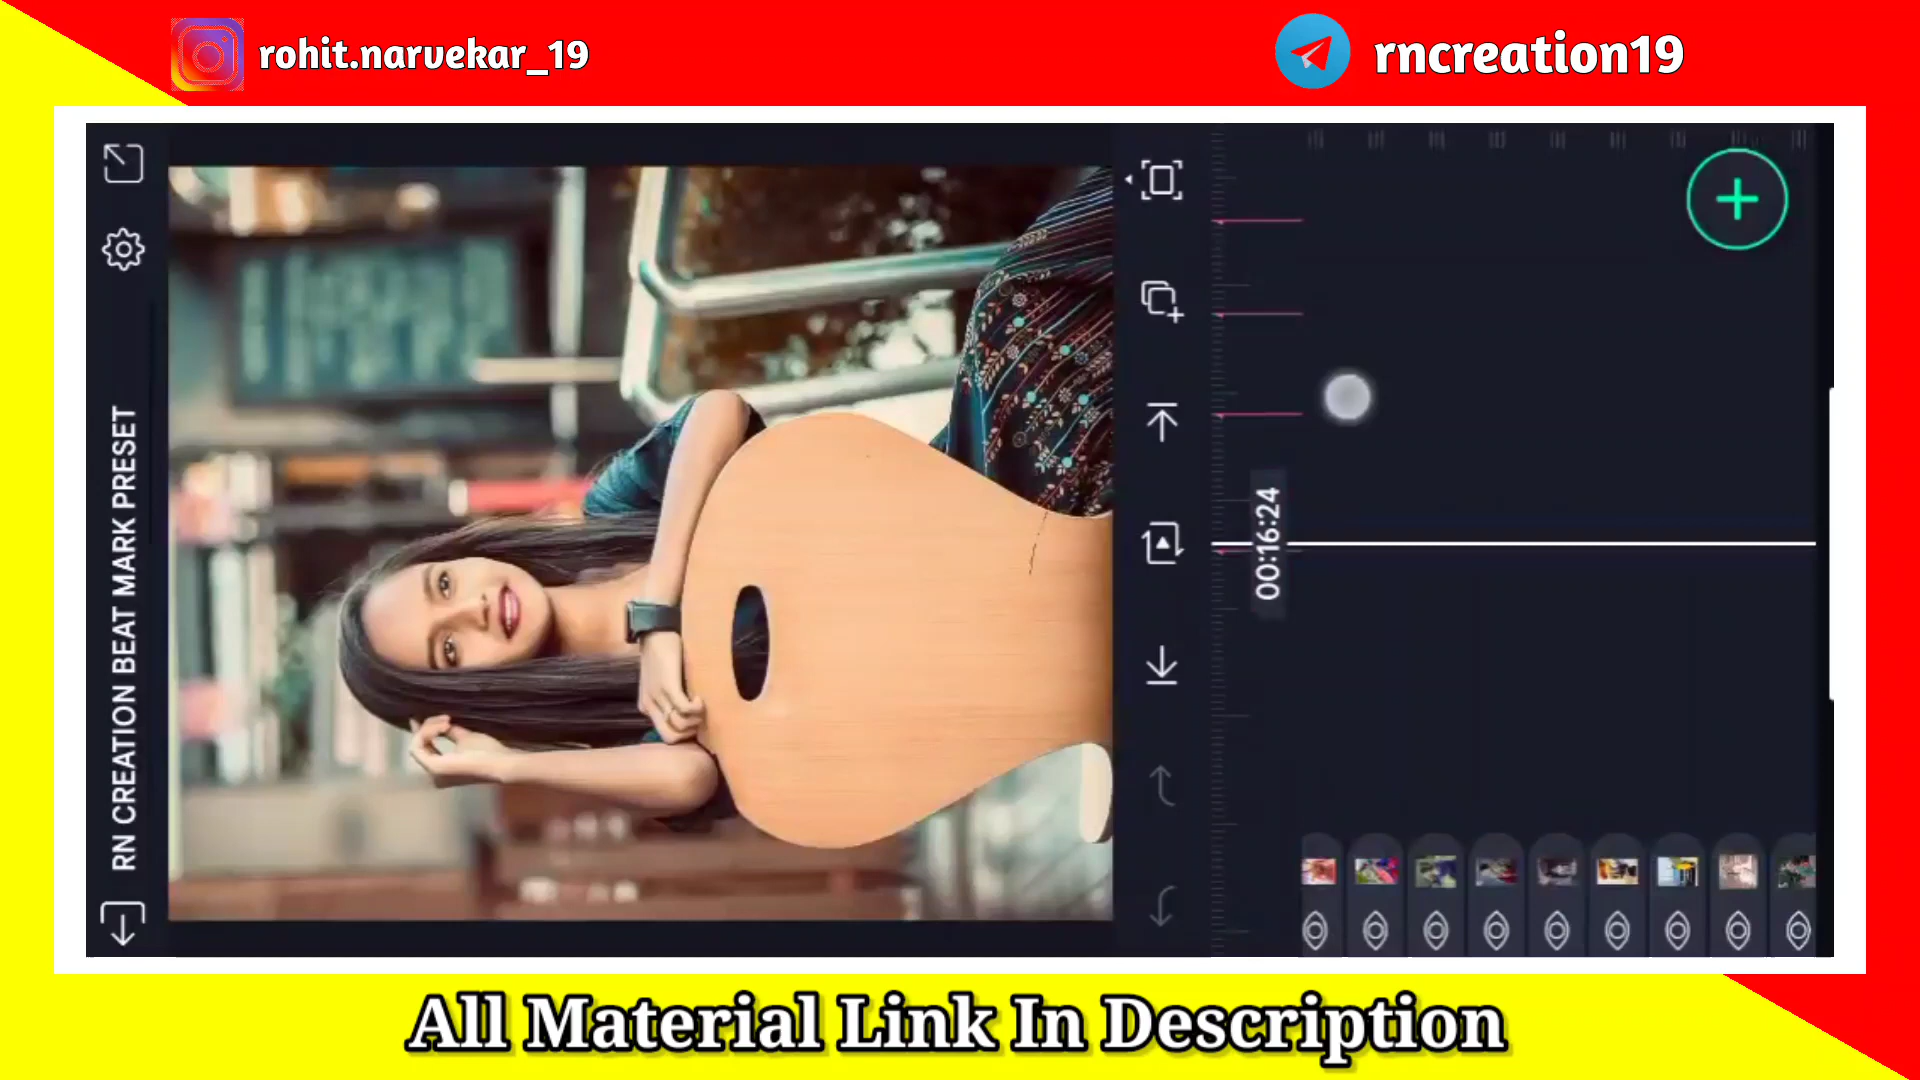 rohit.narvekar_19
rncreation19
RN CREATION BEAT MARK PRESET
00:16:24
All Material Link In Description